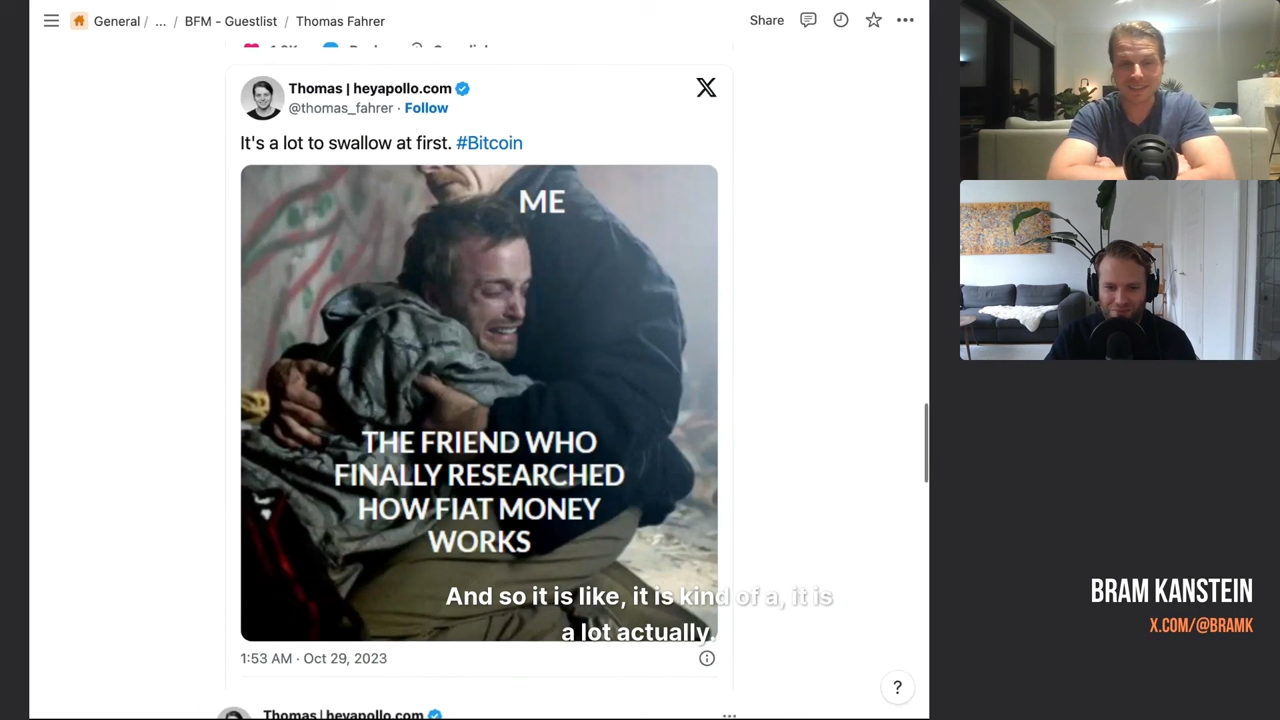 General / ... / BFM - Guestlist / Thomas Fahrer
Share
Thomas | heyapollo.com
@thomas_fahrer · Follow
It's a lot to swallow at first. #Bitcoin
ME
THE FRIEND WHO
FINALLY RESEARCHED
HOW FIAT MONEY
WORKS
And so it is like, it is kind of a, it is
a lot actually.
1:53 AM · Oct 29, 2023
?
Thomas | heyapollo.com
BRAM KANSTEIN
X.COM/@BRAMK